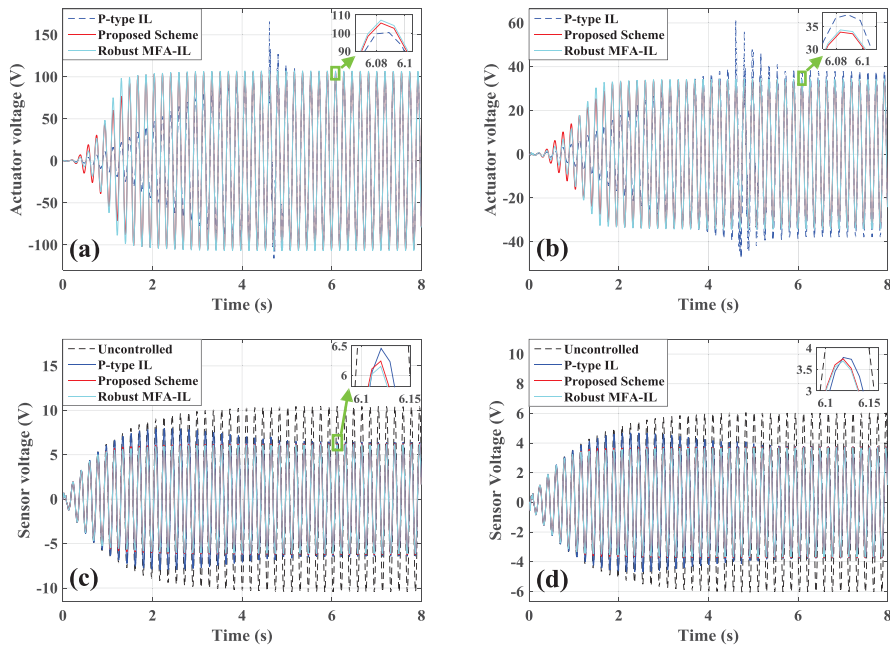 P-type IL
Proposed Scheme
Robust MFA-IL
110
100
90
6.08 6.1
150
100
50
0
-50
-100
Actuator voltage (V)
(a)
0 2 4 6 8
Time (s)
P-type IL
Proposed Scheme
Robust MFA-IL
35
30
6.08 6.1
60
40
20
0
-20
-40
Actuator voltage (V)
(b)
0 2 4 6 8
Time (s)
Uncontrolled
P-type IL
Proposed Scheme
Robust MFA-IL
6.5
6
6.1 6.15
15
10
5
0
-5
-10
Sensor voltage (V)
(c)
0 2 4 6 8
Time (s)
Uncontrolled
P-type IL
Proposed Scheme
Robust MFA-IL
4
3.5
3
6.1 6.15
10
8
6
4
2
0
-2
-4
-6
Sensor Voltage (V)
(d)
0 2 4 6 8
Time (s)